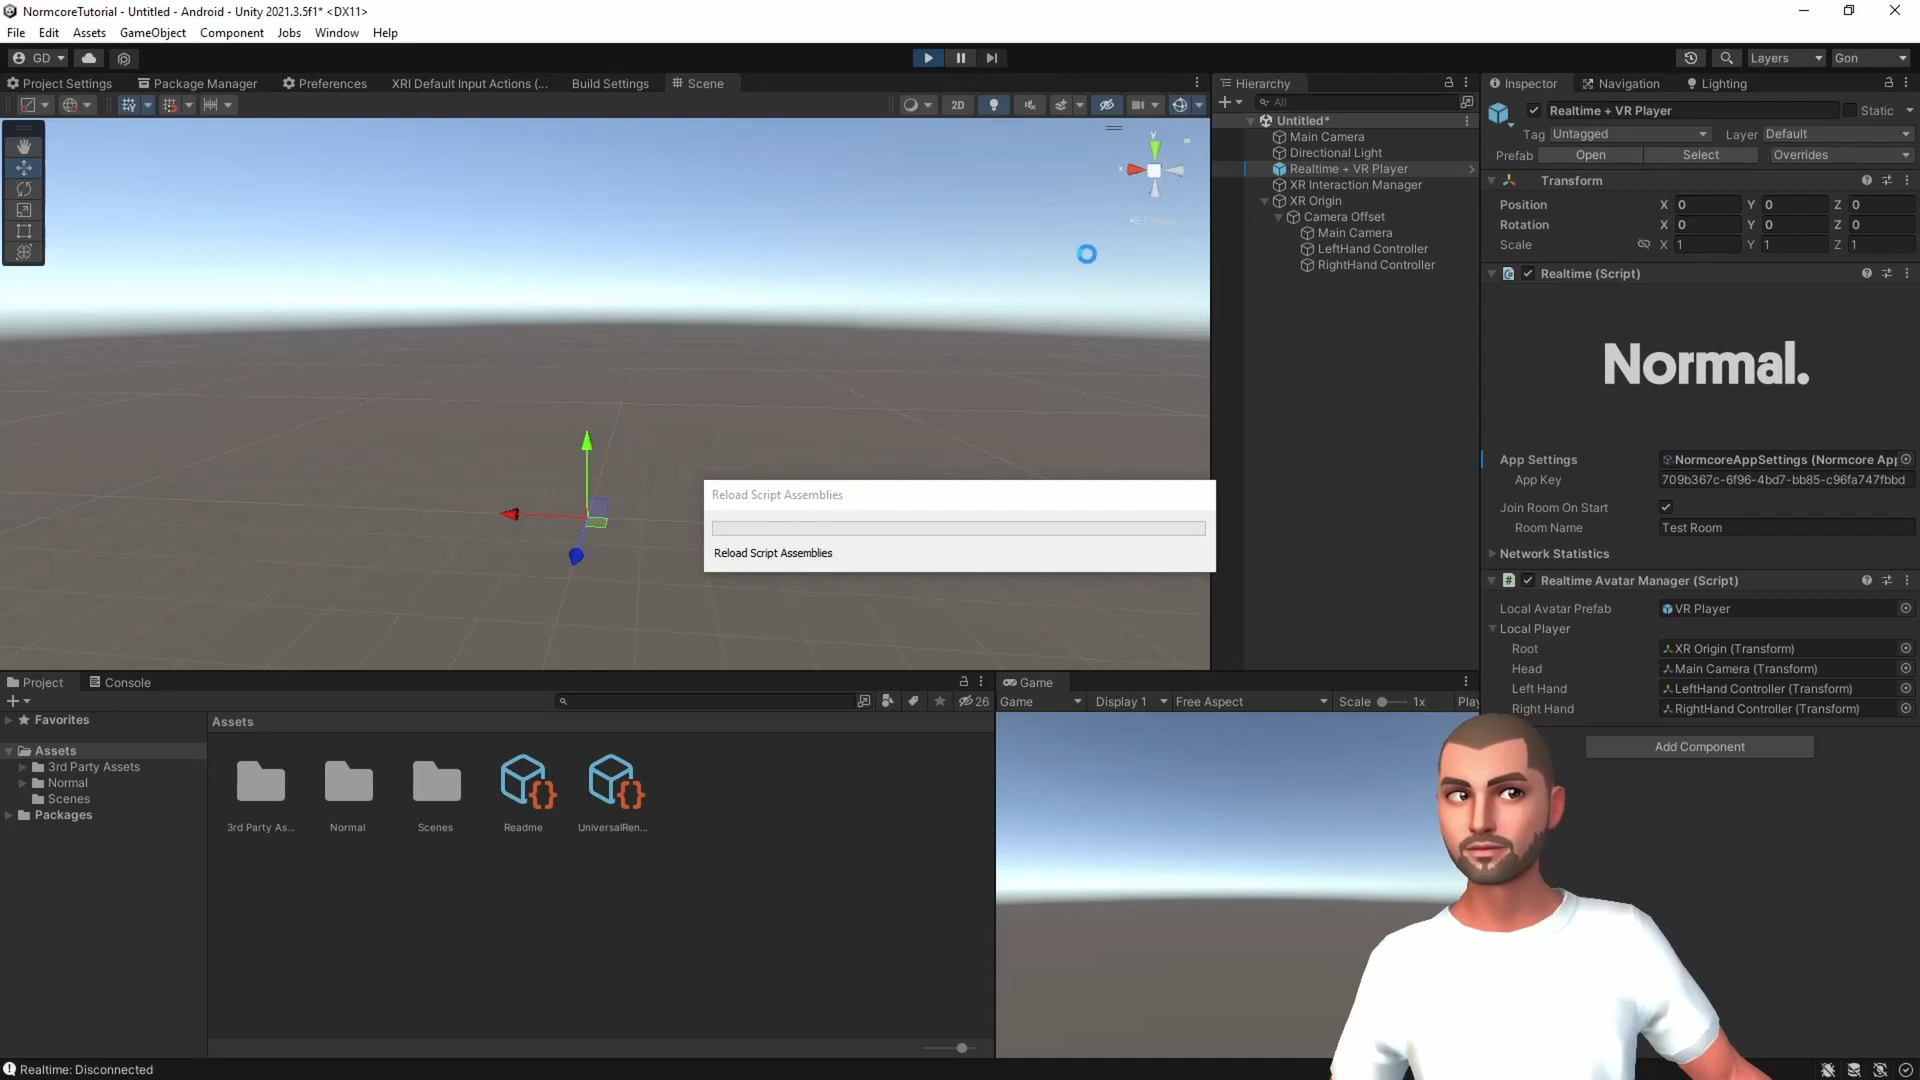 NormcoreTutorial - Untitled - Android - Unity 2021.3.5f1* <DX11>
File Edit Assets GameObject Component Jobs Window Help
GD Layers Gon
Project Settings Package Manager Preferences XRI Default Input Actions (... Build Settings Scene
2D
Hierarchy
All
Untitled*
Main Camera
Directional Light
Realtime + VR Player
XR Interaction Manager
XR Origin
Camera Offset
Main Camera
LeftHand Controller
RightHand Controller
y
x
Inspector Navigation Lighting
Realtime + VR Player Static
Tag Untagged Layer Default
Prefab Open Select Overrides
Transform
Position X 0 Y 0 Z 0
Rotation X 0 Y 0 Z 0
Scale X 1 Y 1 Z 1
Realtime (Script)
Normal.
App Settings NormcoreAppSettings (Normcore App
App Key 709b367c-6f96-4bd7-bb85-c96fa747fbbd
Join Room On Start
Room Name Test Room
Network Statistics
Realtime Avatar Manager (Script)
Local Avatar Prefab VR Player
Local Player
Root XR Origin (Transform)
Head Main Camera (Transform)
Left Hand LeftHand Controller (Transform)
Right Hand RightHand Controller (Transform)
Add Component
Reload Script Assemblies
Reload Script Assemblies
Project Console
26
Favorites
Assets
3rd Party Assets
Normal
Scenes
Packages
Assets
3rd Party As...
Normal
Scenes
Readme
UniversalRen...
Game
Game Display 1 Free Aspect Scale 1x Play
Realtime: Disconnected